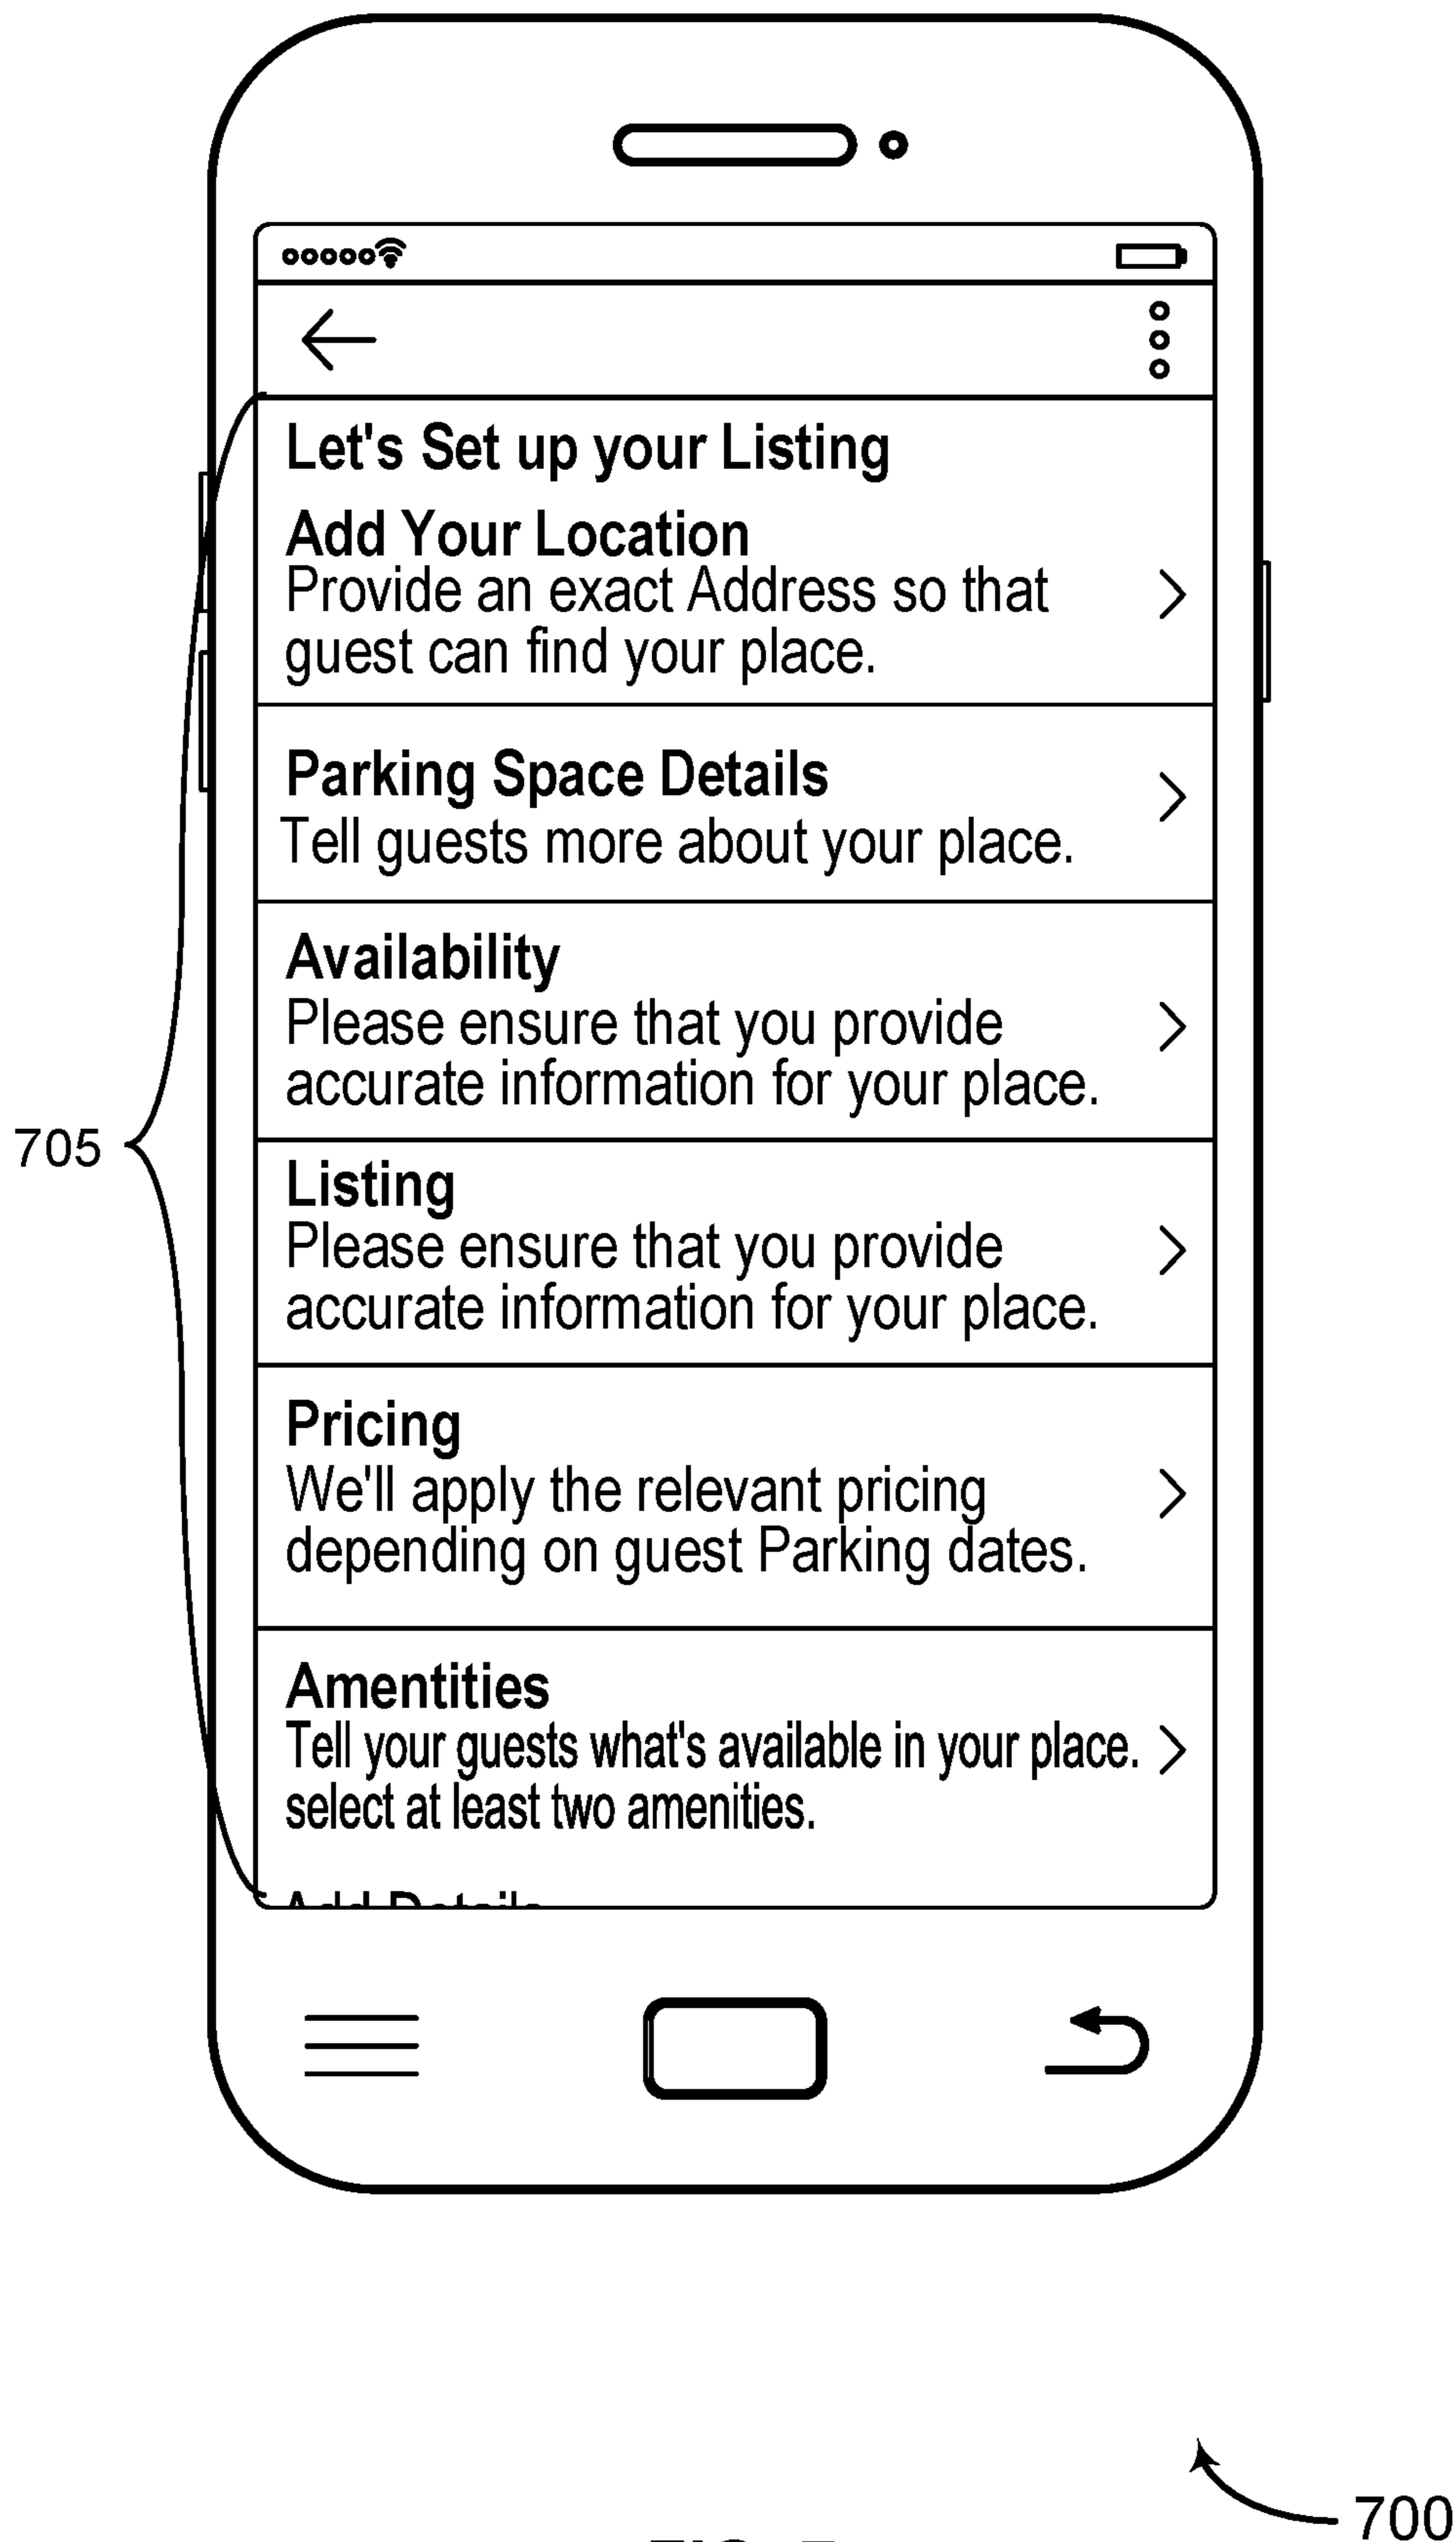 Let's Set up your Listing
Add Your Location
Provide an exact Address so that
guest can find your place.
Parking Space Details
Tell guests more about your place.
Availability
Please ensure that you provide
accurate information for your place.
705
Listing
Please ensure that you provide
accurate information for your place.
Pricing
We'll apply the relevant pricing
depending on guest Parking dates.
Amentities
Tell your guests what's available in your place.
select at least two amenities.
Add Details
700